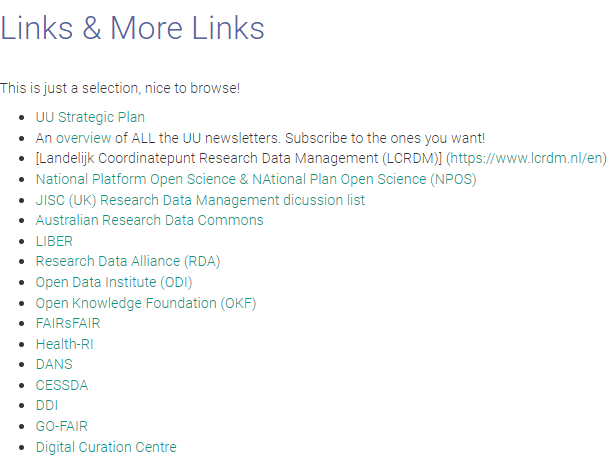 Links & More Links
This is just a selection, nice to browse!
UU Strategic Plan
An overview of ALL the UU newsletters. Subscribe to the ones you want!
[Landelijk Coordinatepunt Research Data Management (LCRDM)] (https://www.lcrdm.nl/en)
National Platform Open Science & NAtional Plan Open Science (NPOS)
JISC (UK) Research Data Management dicussion list
Australian Research Data Commons
LIBER
Research Data Alliance (RDA)
Open Data Institute (ODI)
Open Knowledge Foundation (OKF)
FAIRsFAIR
Health-RI
DANS
CESSDA
DDI
GO-FAIR
Digital Curation Centre